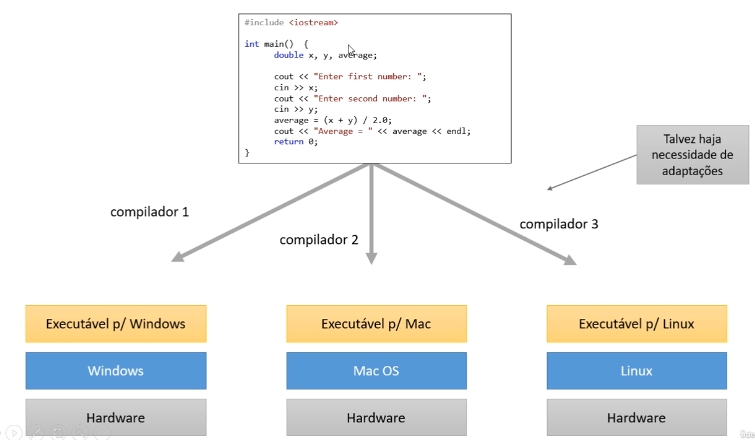 #include <iostream>
int main() {
double x, y, average;
cout << "Enter first number: ";
cin >> x;
cout << "Enter second number: ";
cin >> y;
average = (x + y) / 2.0;
cout << "Average = " << average << endl;
return 0;
}
Talvez haja
necessidade de
adaptações
compilador 1
compilador 2
compilador 3
Executável p/ Windows
Executável p/ Mac
Executável p/ Linux
Windows
Mac OS
Linux
Hardware
Hardware
Hardware